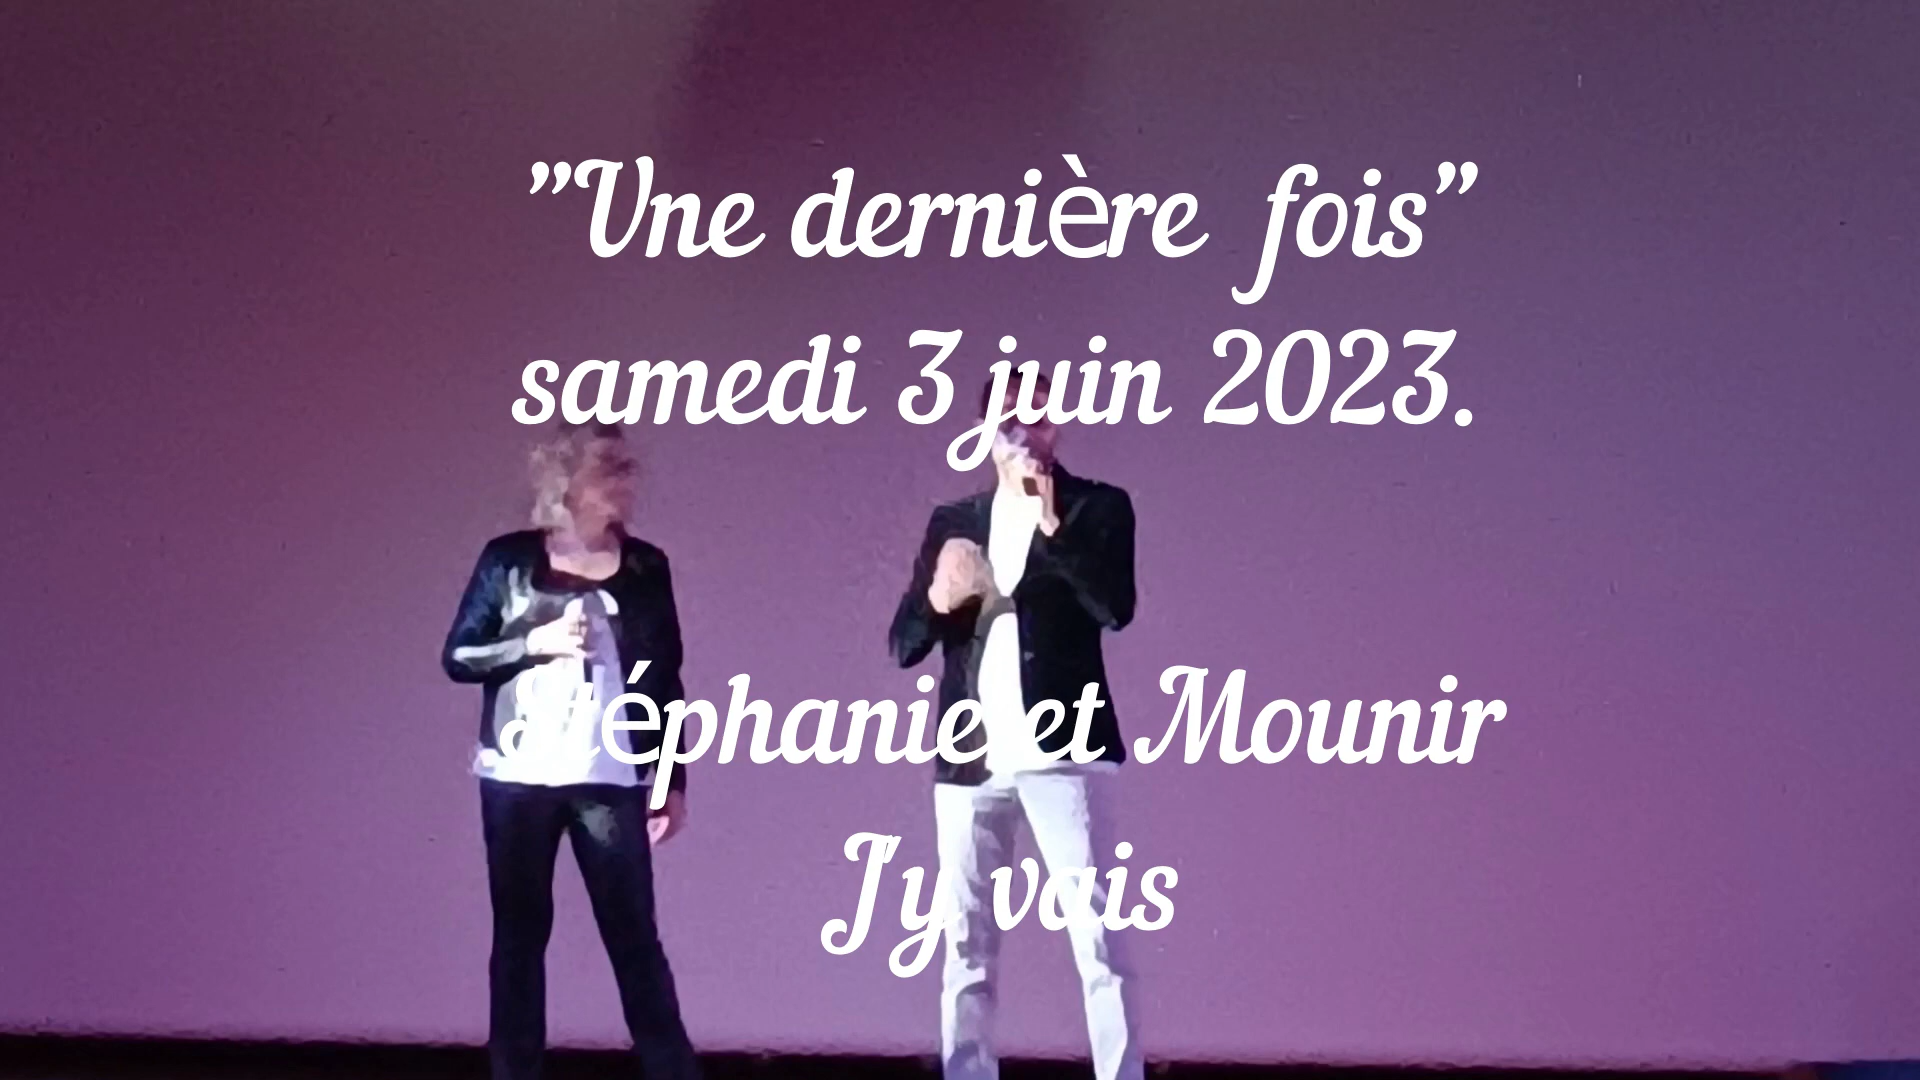 ”Une dernière fois”
samedi 3 juin 2023.
Stéphanie et Mounir
J'y vais